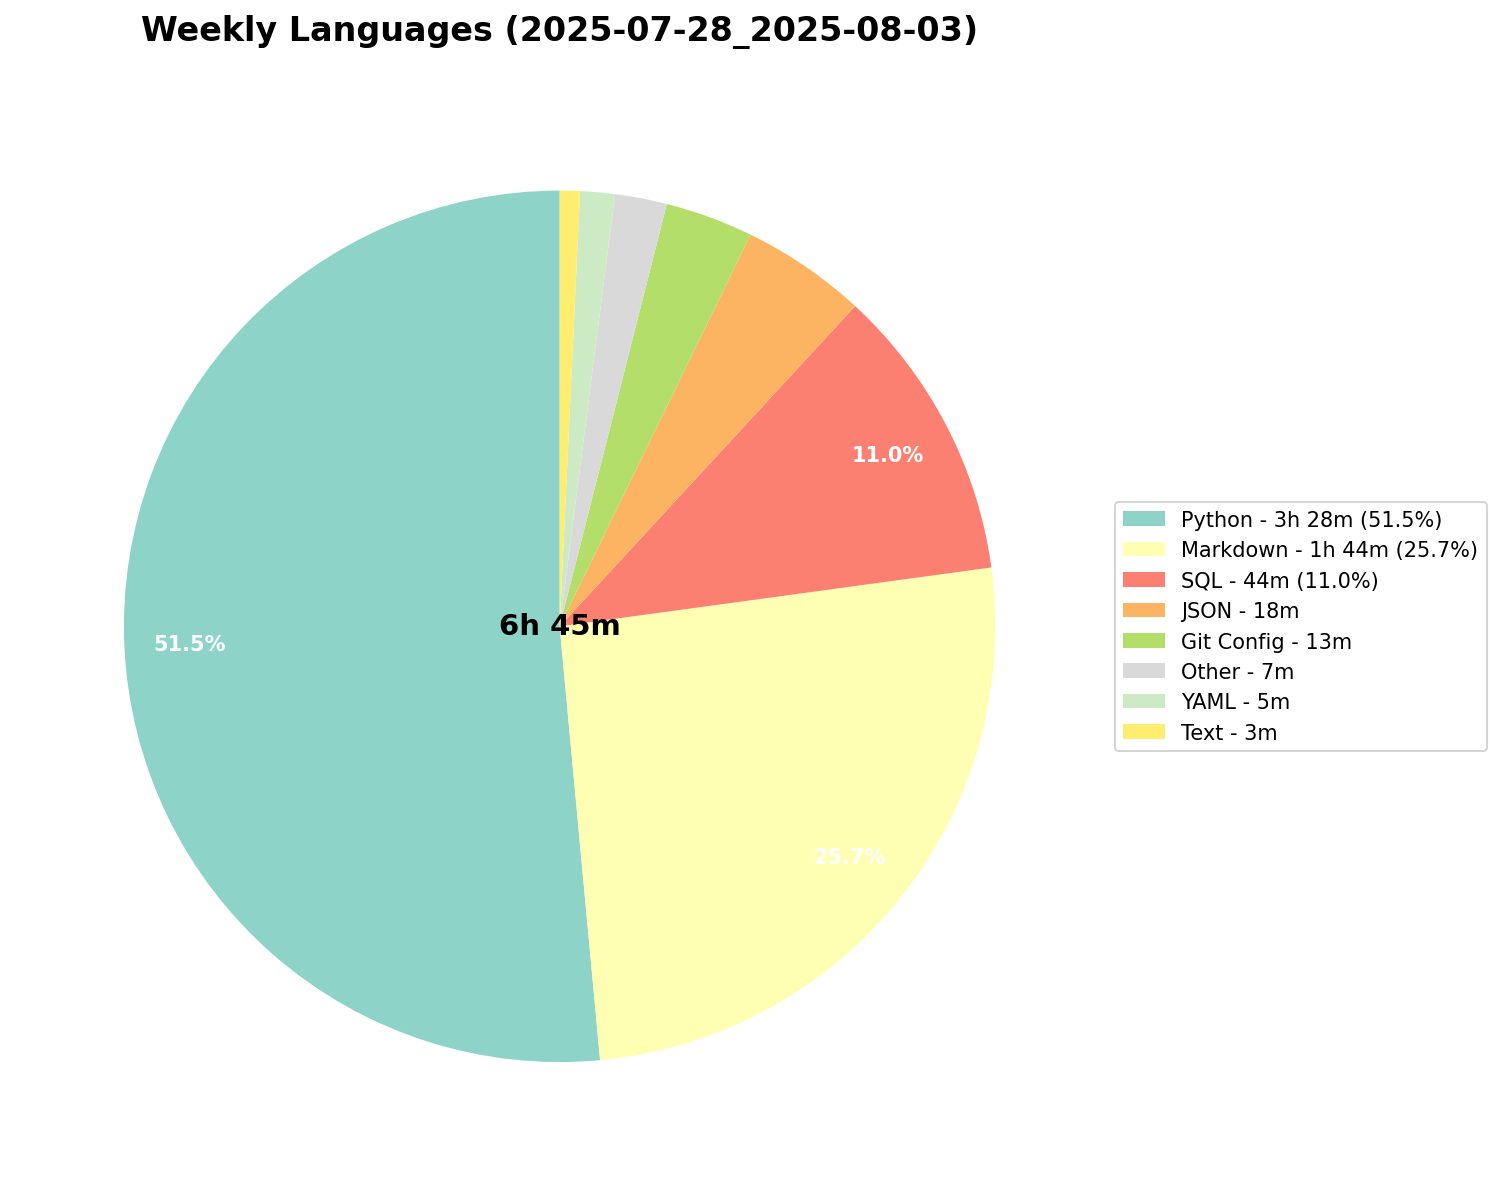 Weekly Languages (2025-07-28_2025-08-03)
11.0%
51.5%
6h 45m
25.7%
Python - 3h 28m (51.5%)
Markdown - 1h 44m (25.7%)
SQL - 44m (11.0%)
JSON - 18m
Git Config - 13m
Other - 7m
YAML - 5m
Text - 3m